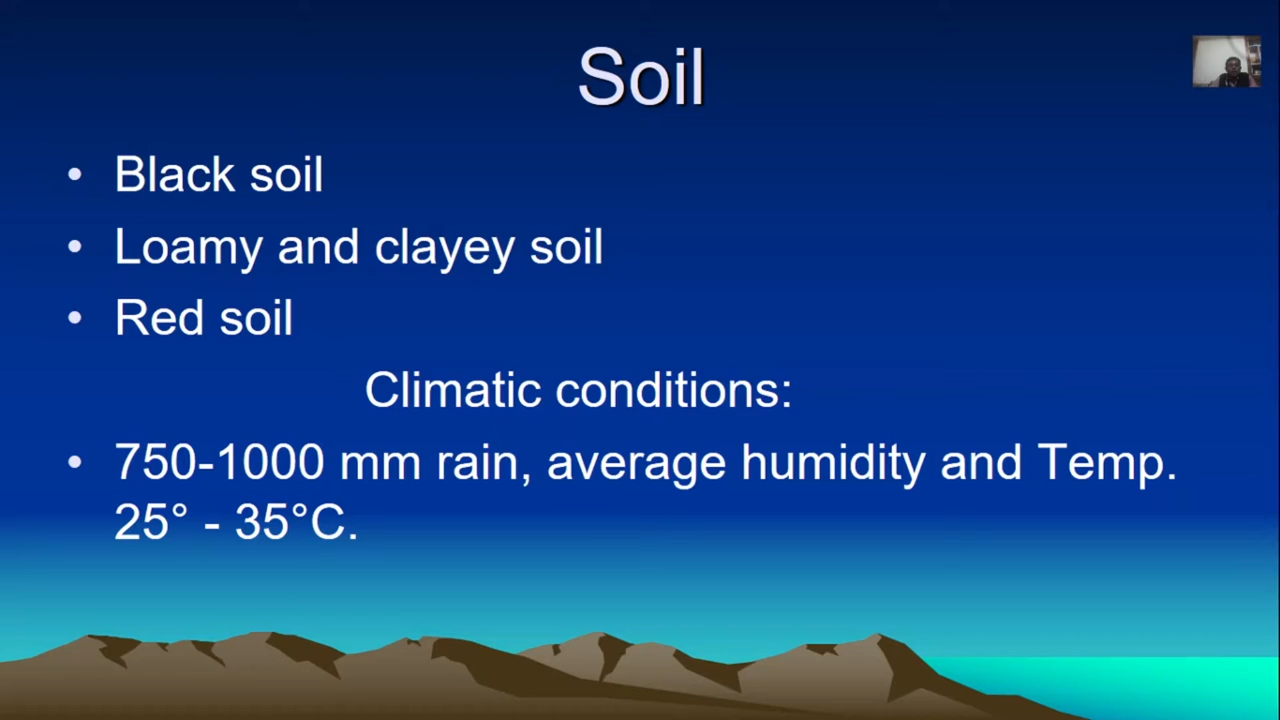 Soil
• Black soil
• Loamy and clayey soil
• Red soil
Climatic conditions:
• 750-1000 mm rain, average humidity and Temp.
25° - 35°C.